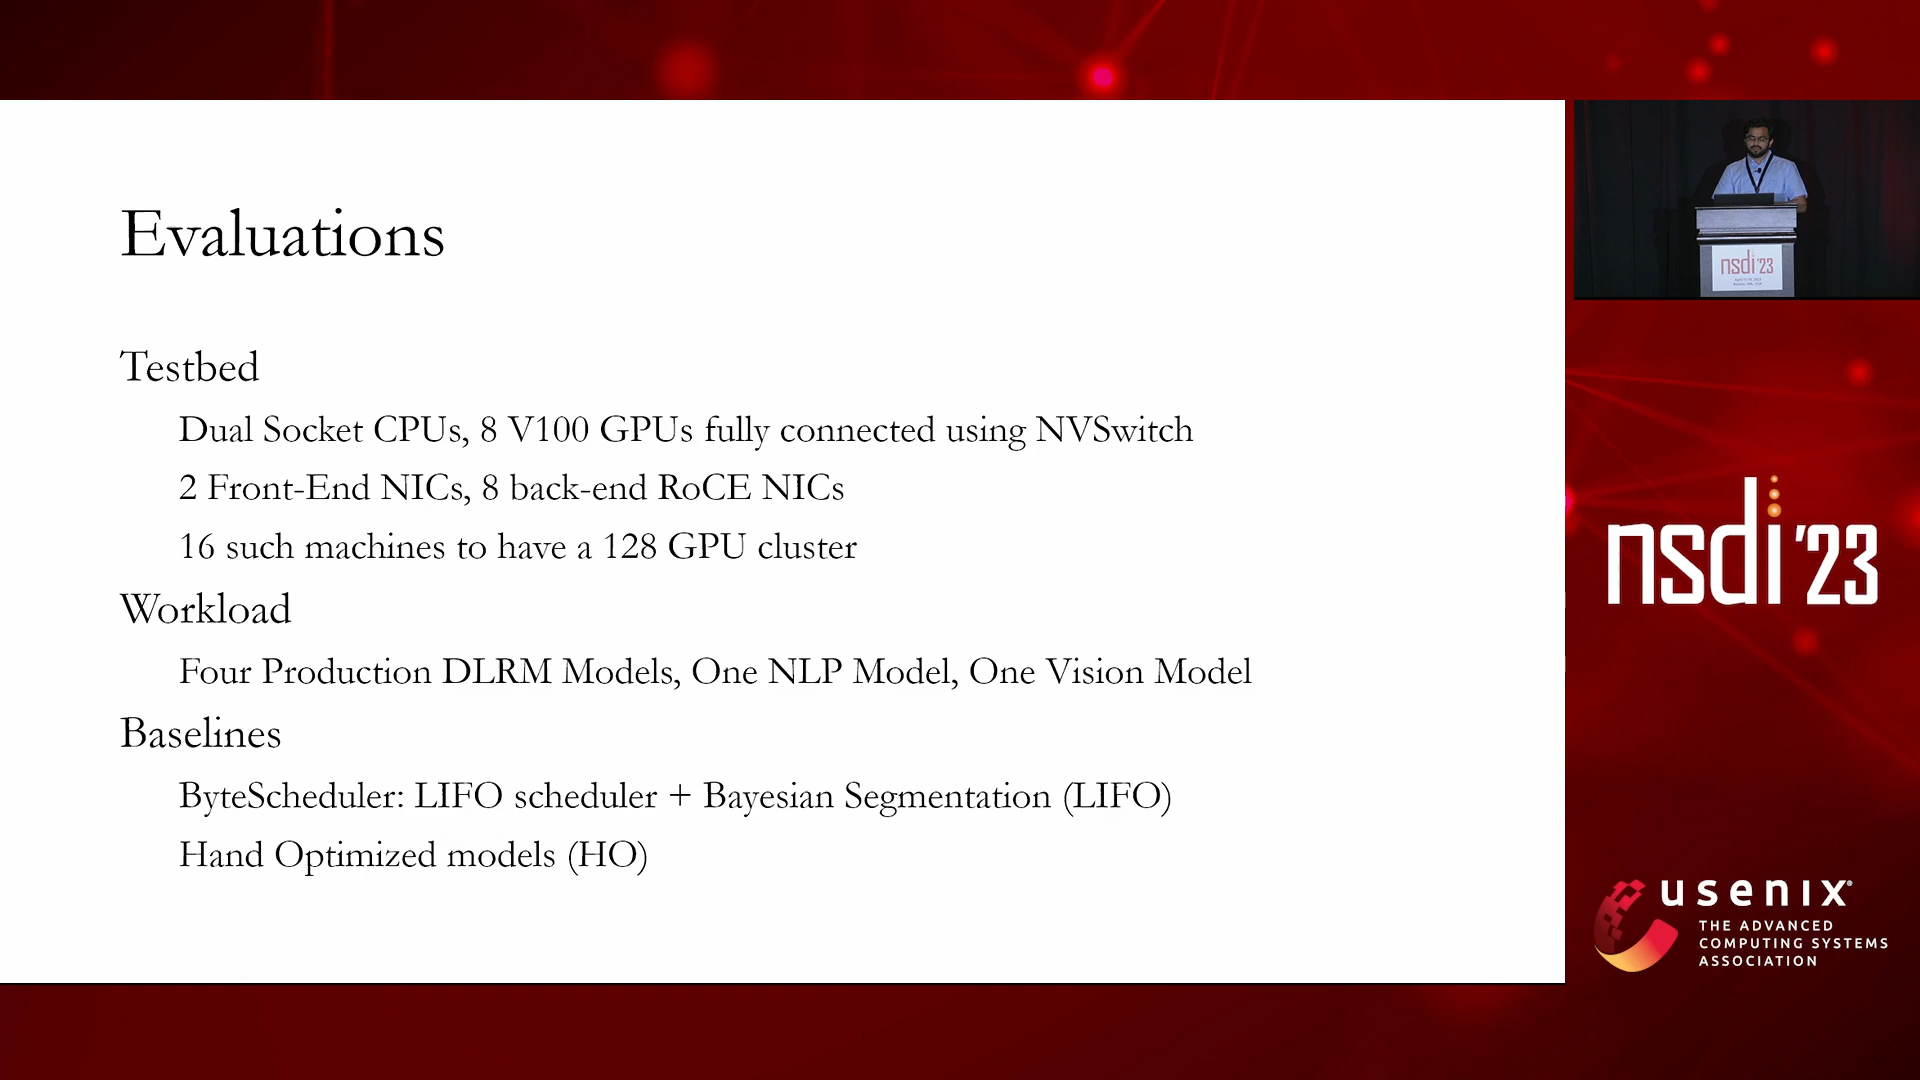 Evaluations
Testbed
Dual Socket CPUs, 8 V100 GPUs fully connected using NVSwitch
2 Front-End NICs, 8 back-end RoCE NICs
16 such machines to have a 128 GPU cluster
Workload
Four Production DLRM Models, One NLP Model, One Vision Model
Baselines
ByteScheduler: LIFO scheduler + Bayesian Segmentation (LIFO)
Hand Optimized models (HO)
nsdi '23
nsdi '23
usenix®
THE ADVANCED
COMPUTING SYSTEMS
ASSOCIATION